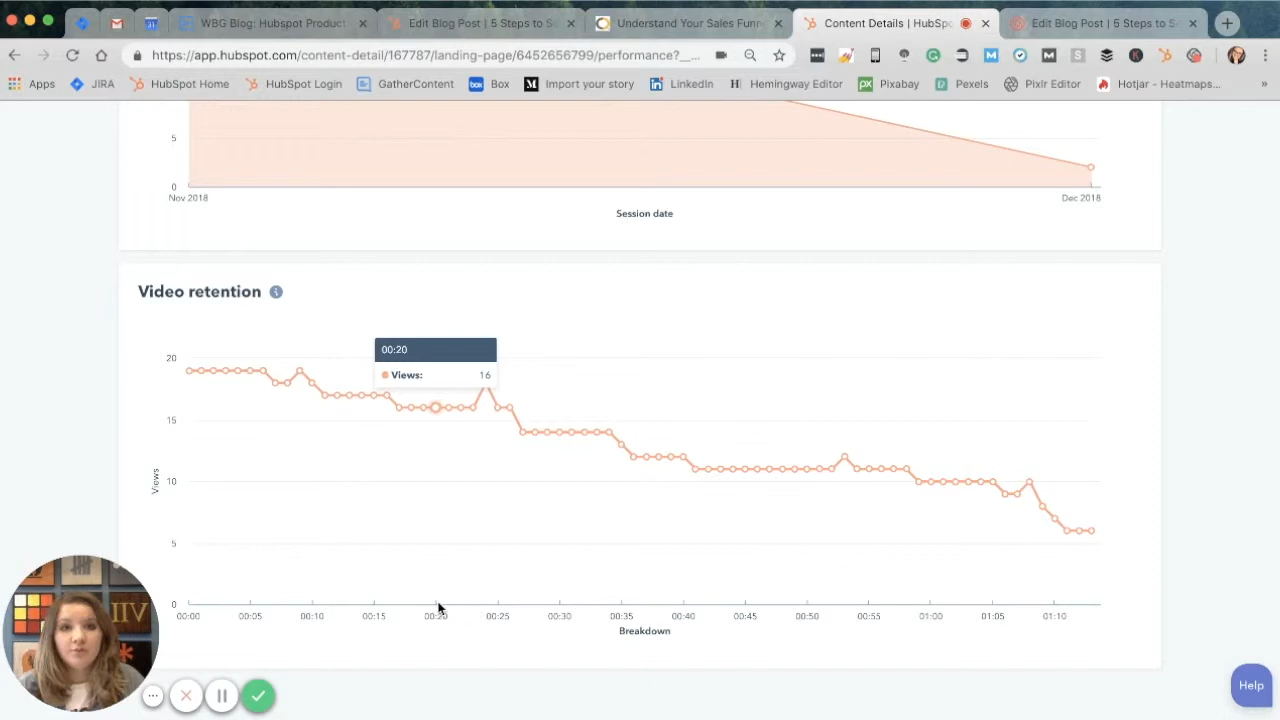 WBG Blog: Hubspot Product
Edit Blog Post | 5 Steps to S
Understand Your Sales Funn
Content Details | HubSp
Edit Blog Post | 5 Steps to S
https://app.hubspot.com/content-detail/167787/landing-page/6452656799/performance?__...
Apps JIRA HubSpot Home HubSpot Login GatherContent box Box M Import your story in LinkedIn H Hemingway Editor px Pixabay Pexels Pixlr Editor Hotjar - Heatmaps... »
5
0
Nov 2018 Dec 2018
Session date
Video retention i
00:20
Views: 16
20
15
10
5
0
Views
00:00 00:05 00:10 00:15 00:20 00:25 00:30 00:35 00:40 00:45 00:50 00:55 01:00 01:05 01:10
Breakdown
IIV
Help